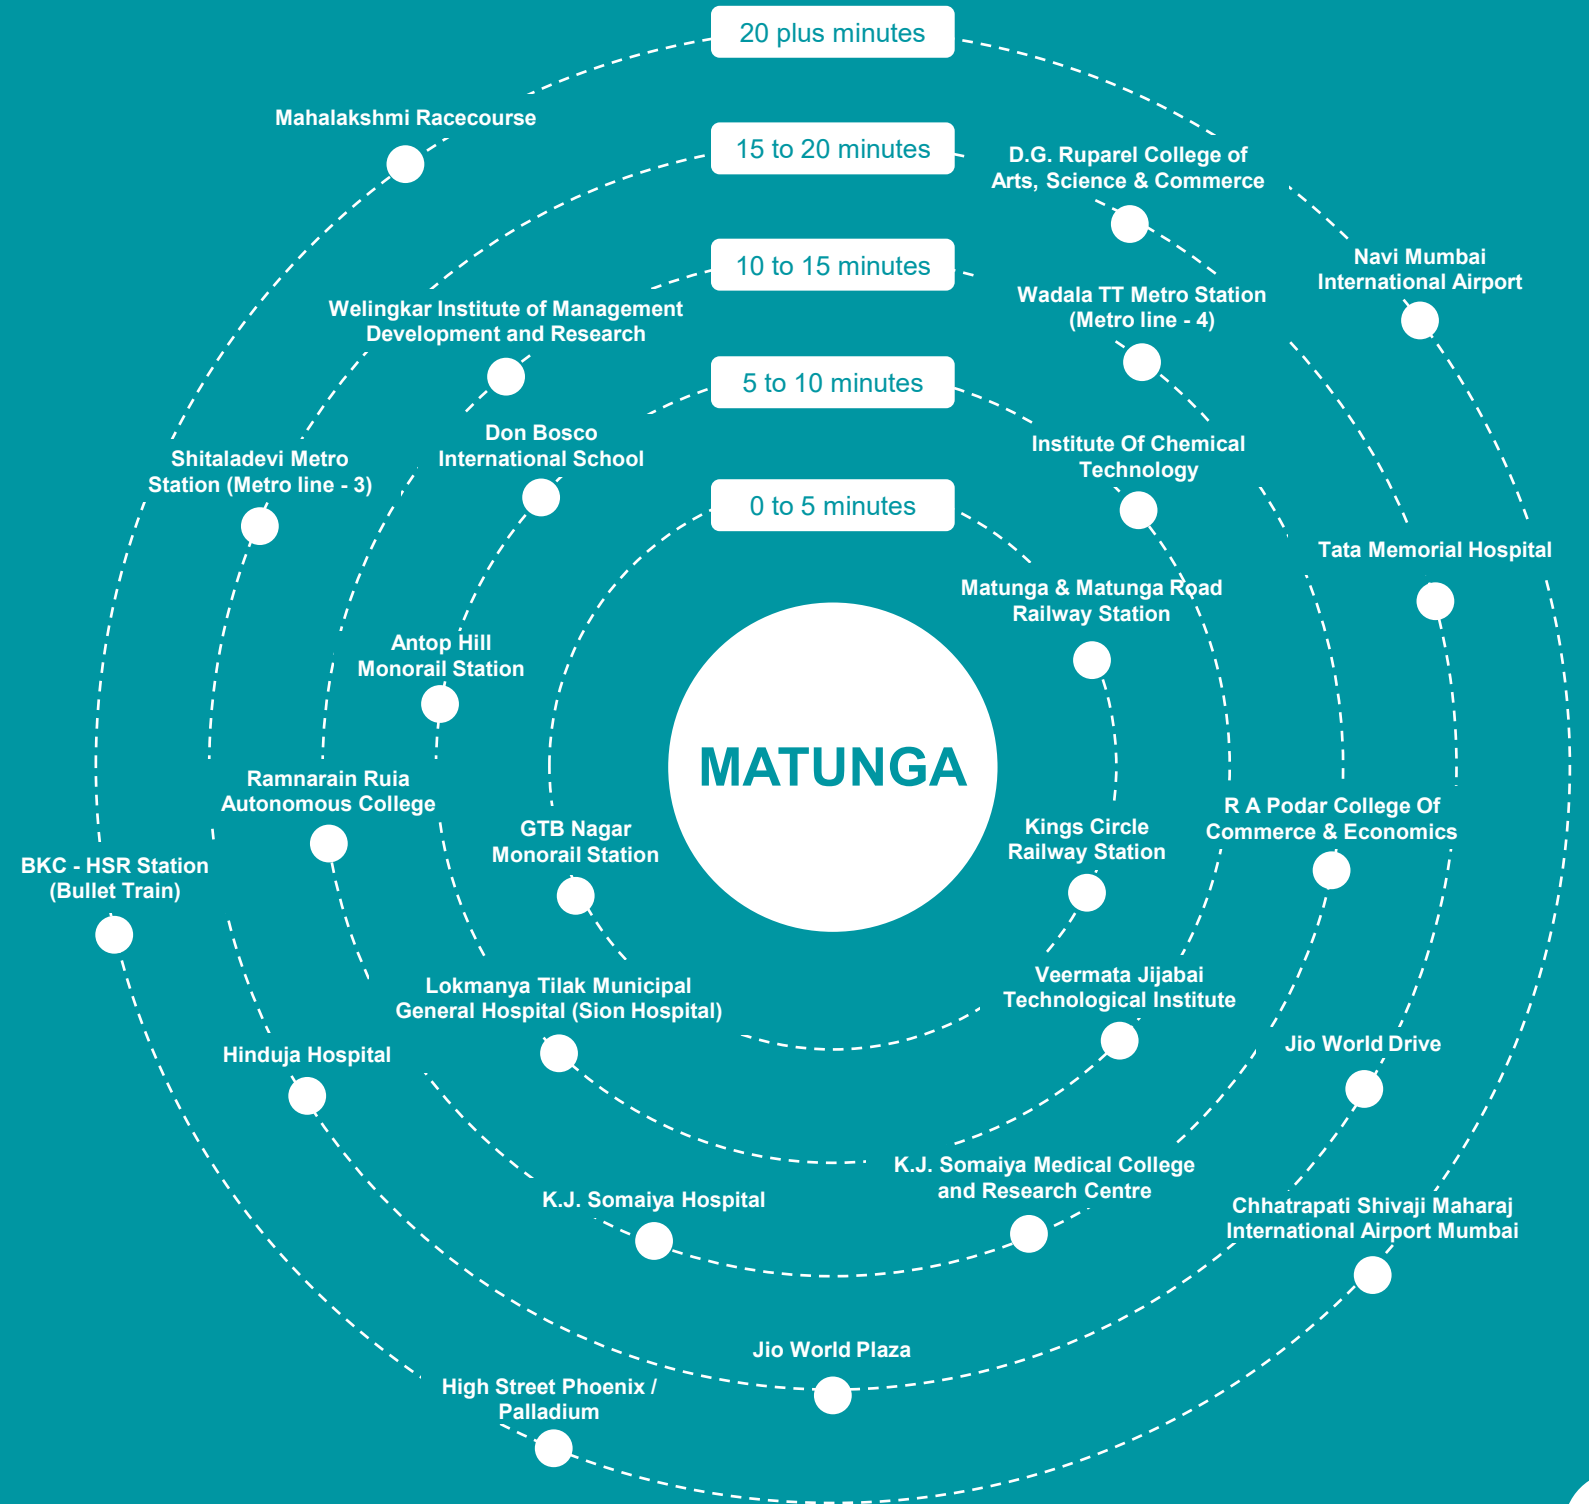 20 plus minutes
Mahalakshmi Racecourse
15 to 20 minutes
D.G. Ruparel College of
Arts, Science & Commerce
10 to 15 minutes
Navi Mumbai
International Airport
Welingkar Institute of Management
Development and Research
Wadala TT Metro Station
(Metro line - 4)
5 to 10 minutes
Don Bosco
International School
Institute Of Chemical
Technology
Shitaladevi Metro
Station (Metro line - 3)
0 to 5 minutes
Tata Memorial Hospital
Matunga & Matunga Road
Railway Station
Antop Hill
Monorail Station
MATUNGA
Ramnarain Ruia
Autonomous College
GTB Nagar
Monorail Station
Kings Circle
Railway Station
R A Podar College Of
Commerce & Economics
BKC - HSR Station
(Bullet Train)
Lokmanya Tilak Municipal
General Hospital (Sion Hospital)
Veermata Jijabai
Technological Institute
Hinduja Hospital
Jio World Drive
K.J. Somaiya Hospital
K.J. Somaiya Medical College
and Research Centre
Chhatrapati Shivaji Maharaj
International Airport Mumbai
Jio World Plaza
High Street Phoenix /
Palladium